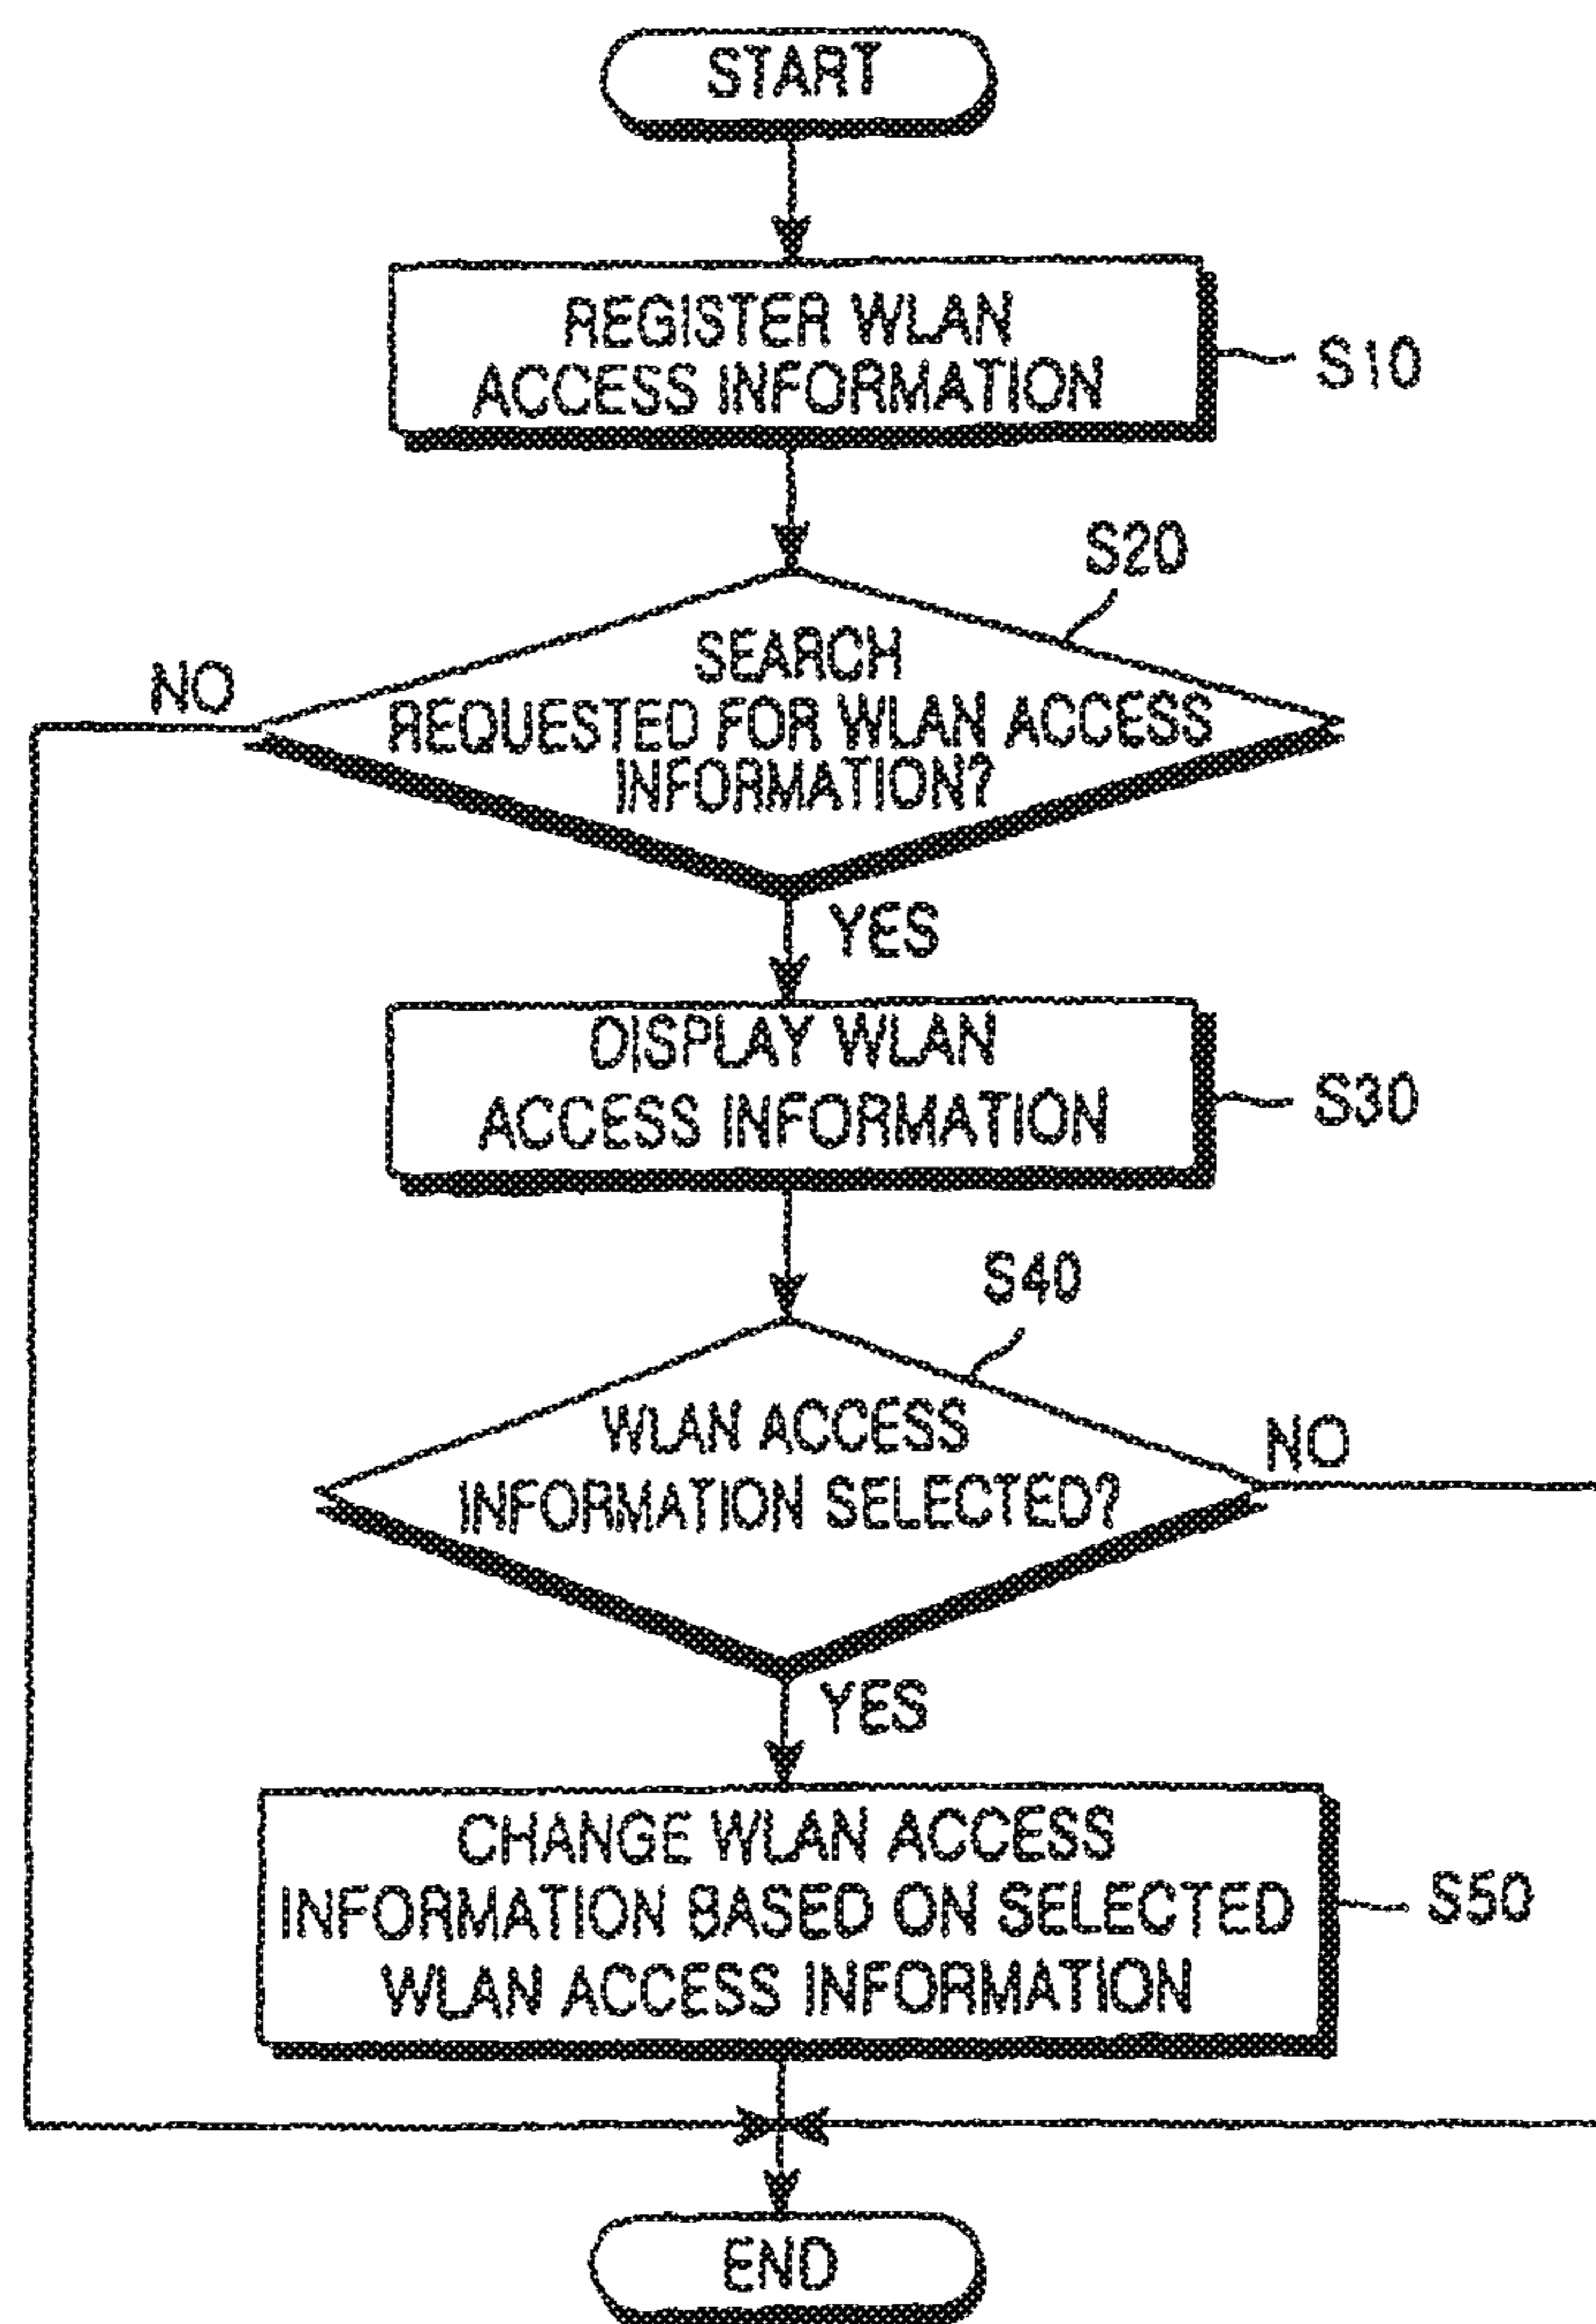 START
REGISTER WLAN
ACCESS INFORMATION
S10
S20
SEARCH
REQUESTED FOR WLAN ACCESS
INFORMATION?
NO
YES
DISPLAY WLAN
ACCESS INFORMATION
S30
S40
WLAN ACCESS
INFORMATION SELECTED?
NO
YES
CHANGE WLAN ACCESS
INFORMATION BASED ON SELECTED
WLAN ACCESS INFORMATION
S50
END